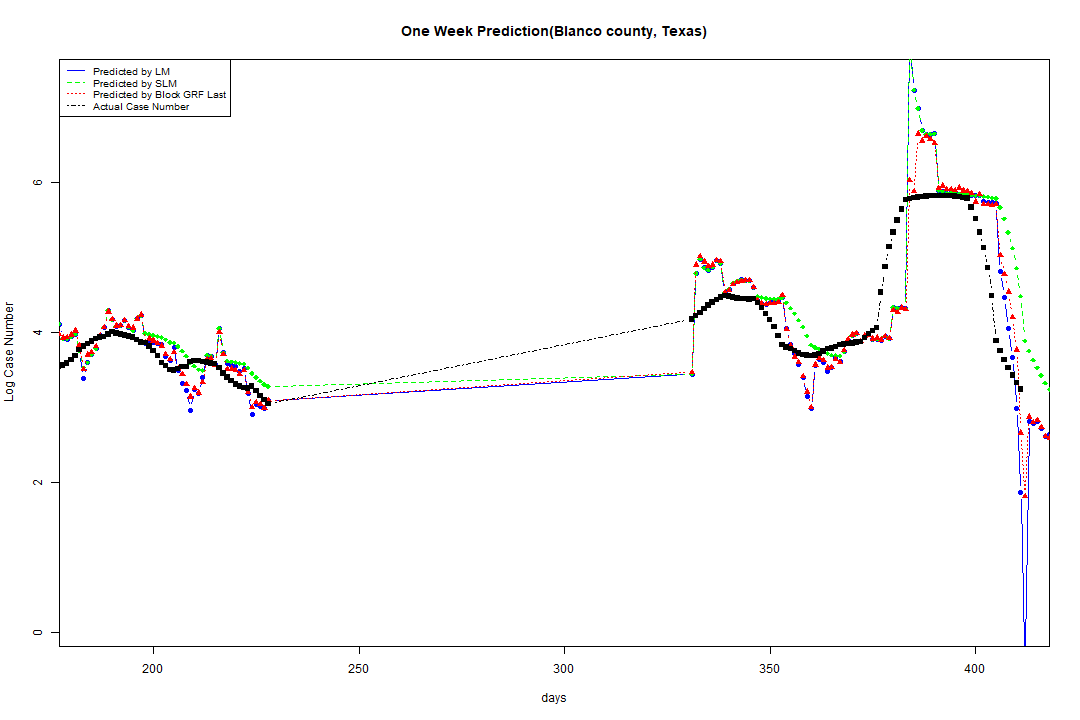 One Week Prediction(Blanco county, Texas)
Predicted by LM
Predicted by SLM
Predicted by Block GRF Last
Actual Case Number
Log Case Number
6
4
2
0
200
250
300
350
400
days